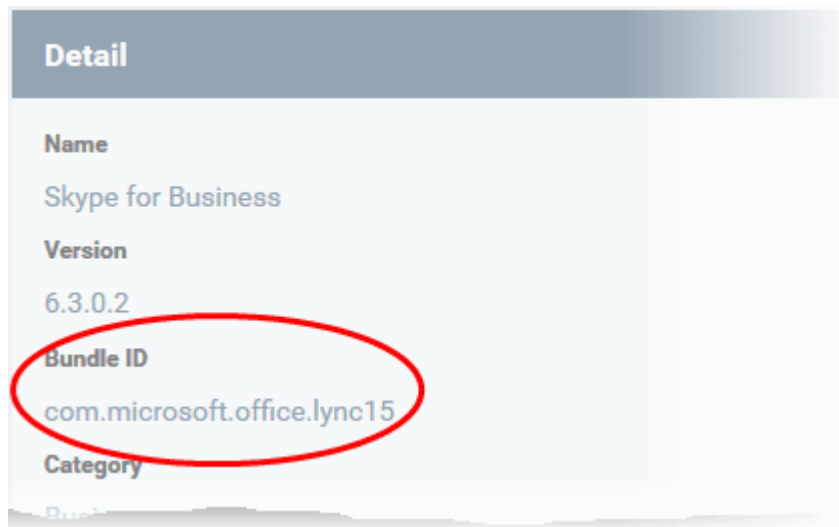 Detail
Name
Skype for Business
Version
6.3.0.2
Bundle ID
com.microsoft.office.lync15
Category